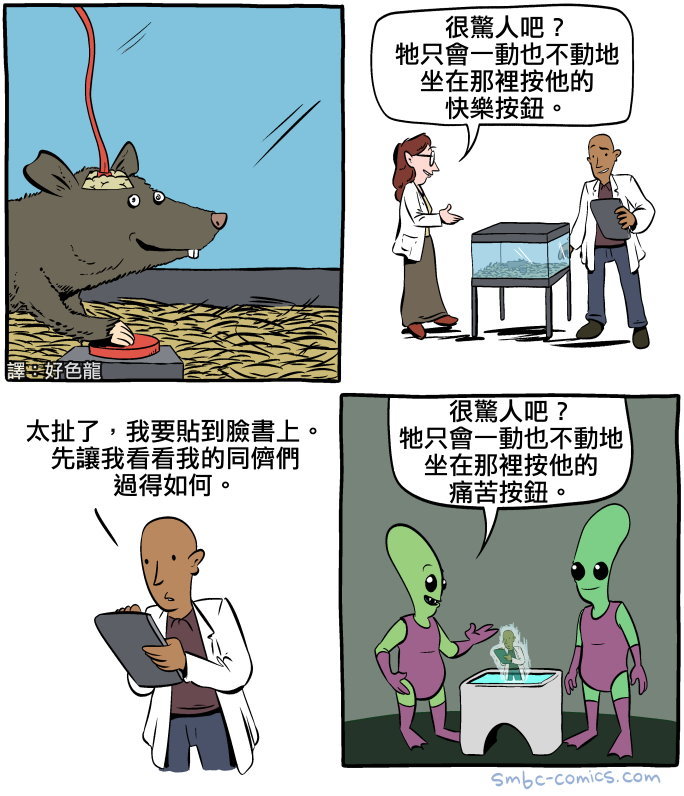 譯：好色龍
很驚人吧？
牠只會一動也不動地
坐在那裡按他的
快樂按鈕。
太扯了，我要貼到臉書上。
先讓我看看我的同儕們
過得如何。
很驚人吧？
牠只會一動也不動地
坐在那裡按他的
痛苦按鈕。
smbc-comics.com